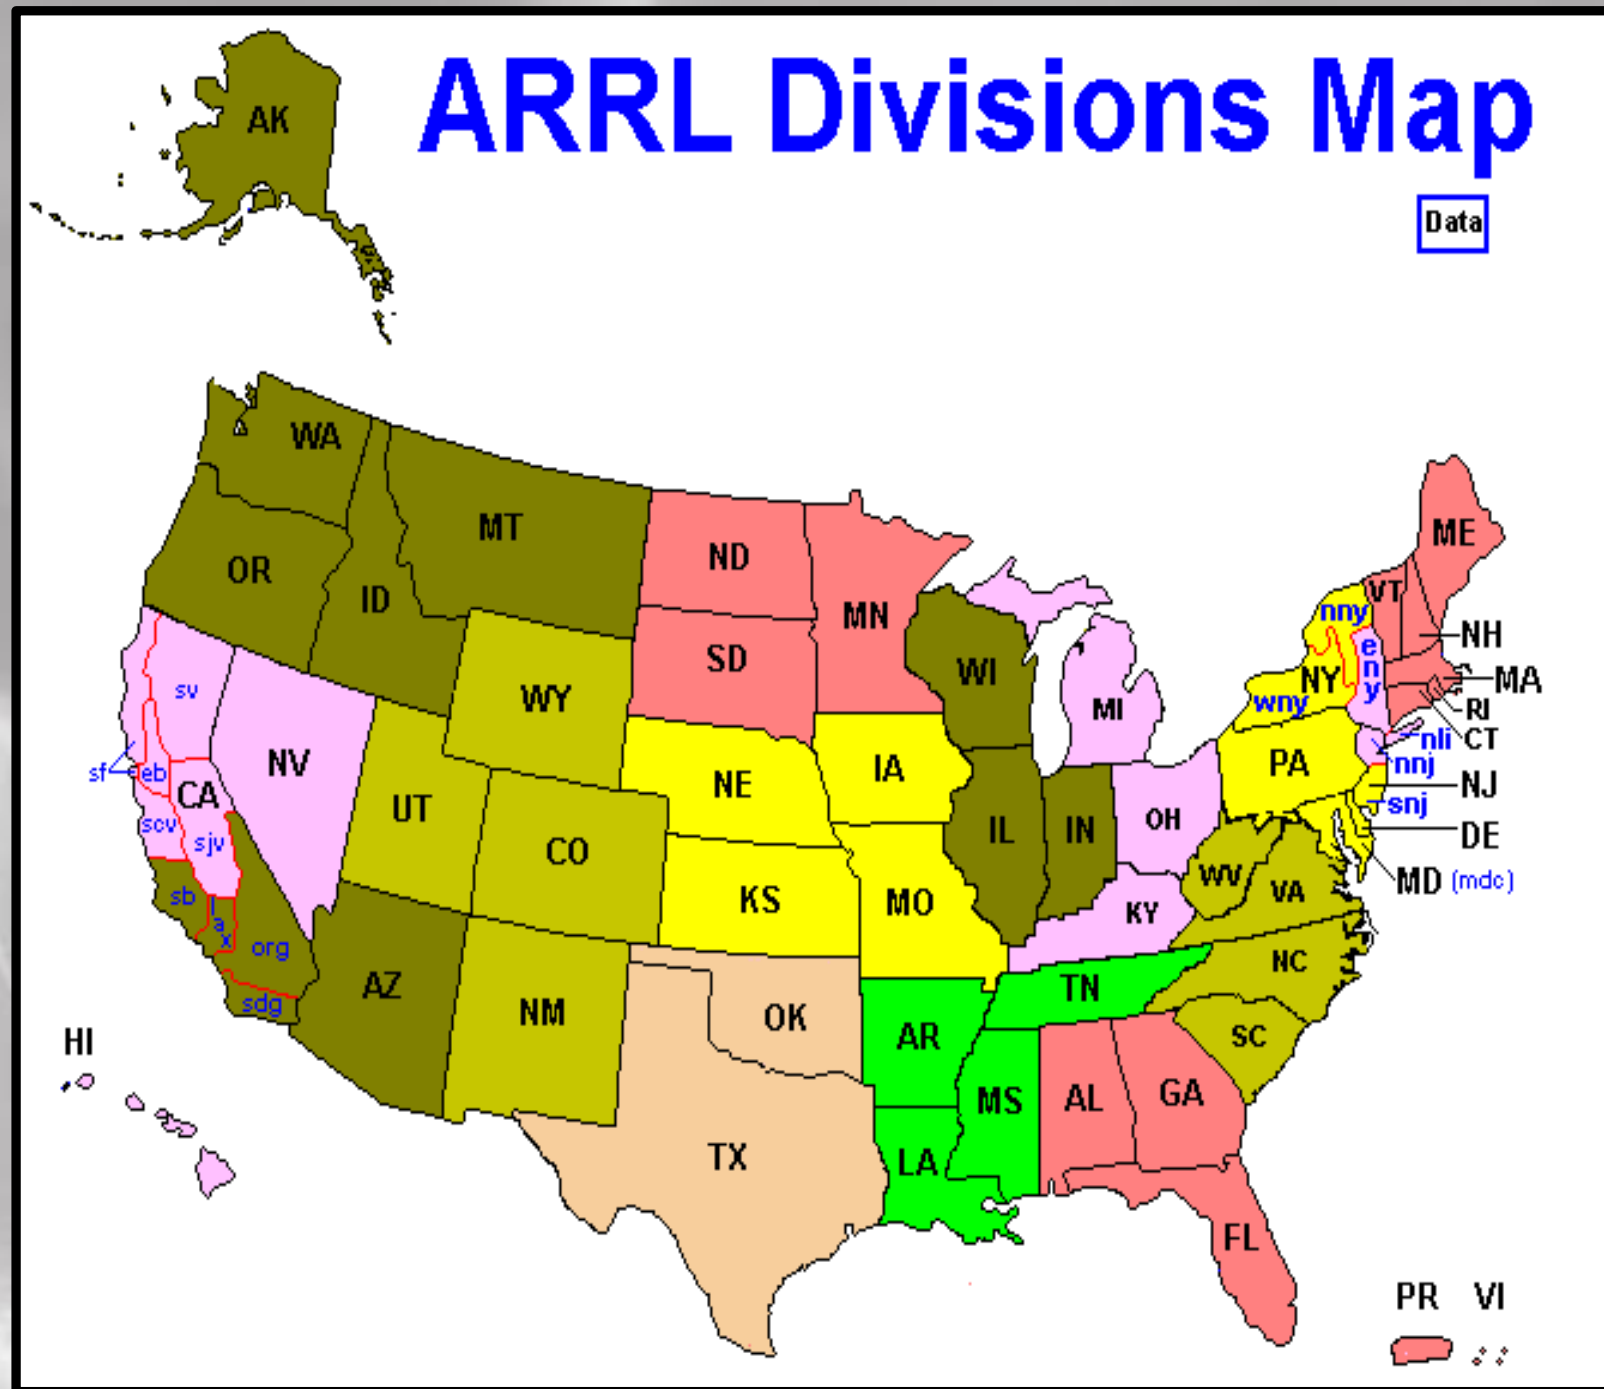 ARRL Divisions Map
Data
AK
WA
MT
OR
ID
ND
MN
SD
WI
MI
ME
VT
nny
NH
eny
NY
wny
MA
RI
CT
nli
nnj
NJ
snj
DE
MD (mdc)
PA
WY
NV
sv
sf
eb
CA
scv
sjv
sb
lax
org
sdg
UT
CO
NE
IA
IL
IN
OH
WV
VA
KS
MO
KY
AZ
NM
OK
AR
TN
NC
SC
TX
LA
MS
AL
GA
FL
HI
PR VI